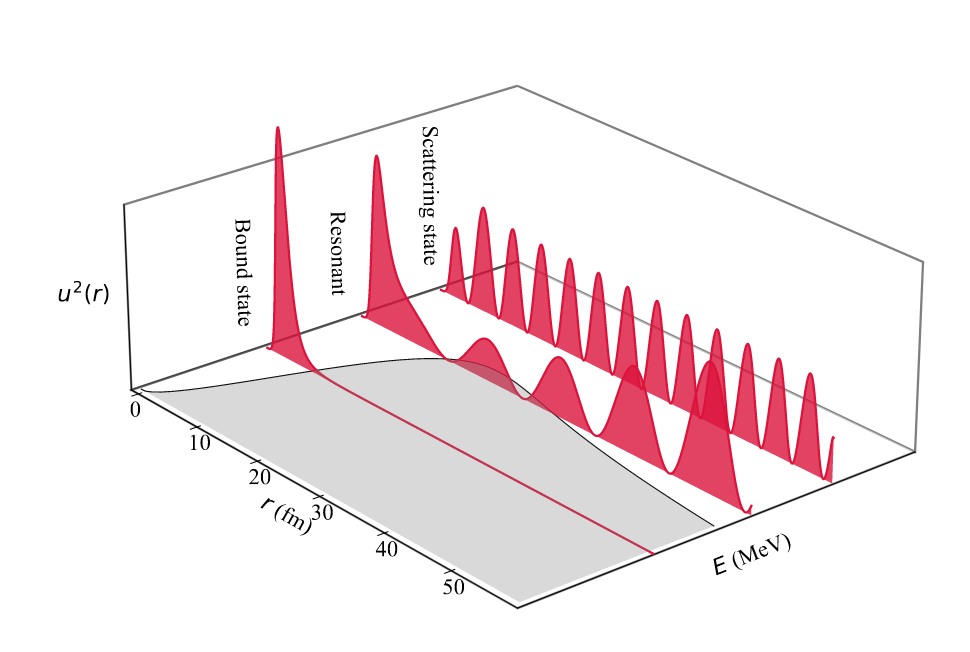 Scattering state
Resonant
Bound state
u²(r)
0
10
20
30
40
50
r (fm)
E (MeV)